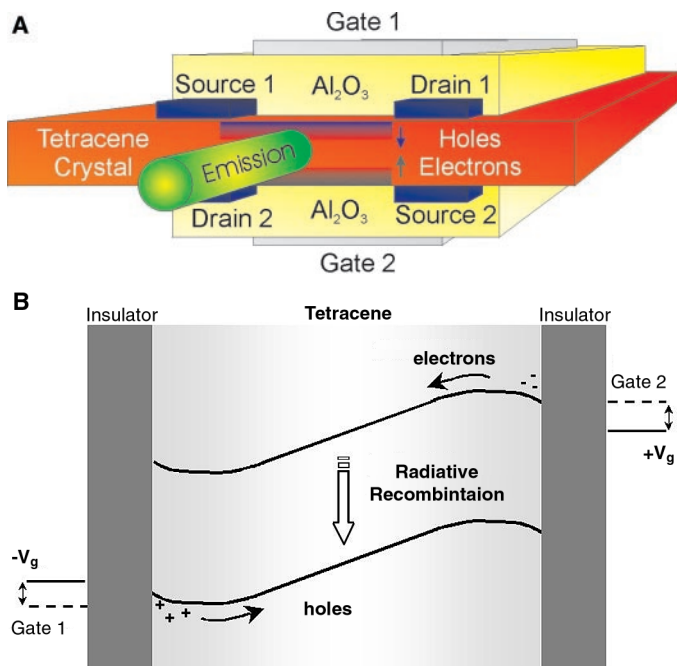 A
Gate 1
Source 1
Al2O3
Drain 1
Tetracene
Crystal
Emission
Holes
Electrons
Drain 2
Al2O3
Source 2
Gate 2
B
Insulator
Tetracene
Insulator
electrons
- - -
Gate 2
+Vg
Radiative
Recombintaion
-Vg
Gate 1
+ + +
holes